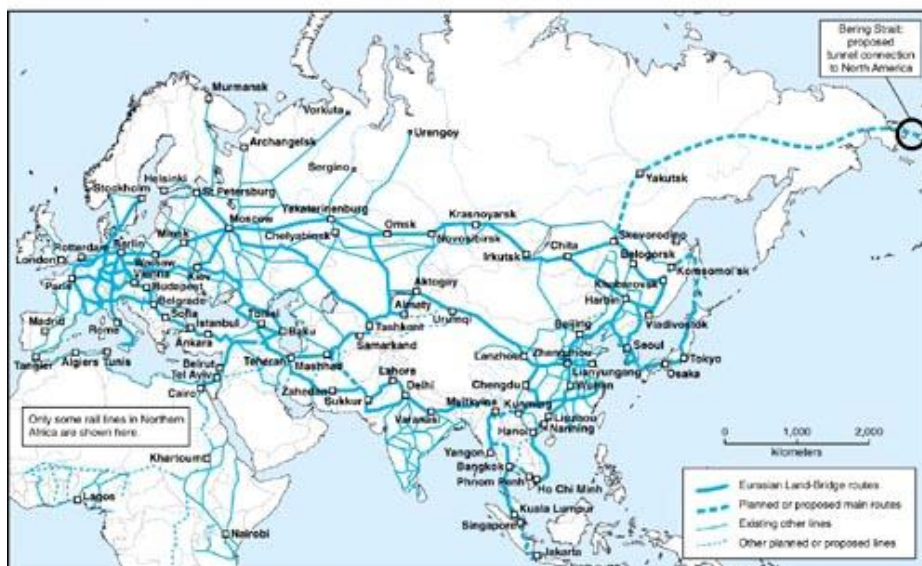 Bering Strait:
proposed
tunnel connection
to North America
Murmansk
Vorkuta
Urengoy
Archangelsk
Sergino
Yakutsk
Helsinki
Stockholm
St.Petersburg
Yekaterinenburg
Krasnoyarsk
Moscow
Omsk
Skovorodino
Rotterdam
Berlin
Minsk
Chelyabinsk
Novosibirsk
Chita
Belogorsk
London
Warsaw
Irkutsk
Komsomol'sk
Vienna
Kiev
Aktogay
Khabarovsk
Paris
Budapest
Harbin
Belgrade
Almaty
Urumqi
Madrid
Sofia
Tbilisi
Beijing
Vladivostok
Rome
Istanbul
Baku
Tashkent
Seoul
Ankara
Samarkand
Lanzhou
Zhengzhou
Tokyo
Tangier
Algiers
Tunis
Beirut
Teheran
Mashhad
Lianyungang
Osaka
Tel Aviv
Lahore
Chengdu
Wuhan
Cairo
Zahedan
Delhi
Sukkur
Myitkyina
Kunming
Only some rail lines in Northern
Africa are shown here.
Varanasi
Liuzhou
Hanoi
Nanning
0 1,000 2,000
kilometers
Khartoum
Yangon
Bangkok
Phnom Penh
Ho Chi Minh
Eurasian Land-Bridge routes
Lagos
Kuala Lumpur
Planned or proposed main routes
Singapore
Existing other lines
Nairobi
Jakarta
Other planned or proposed lines